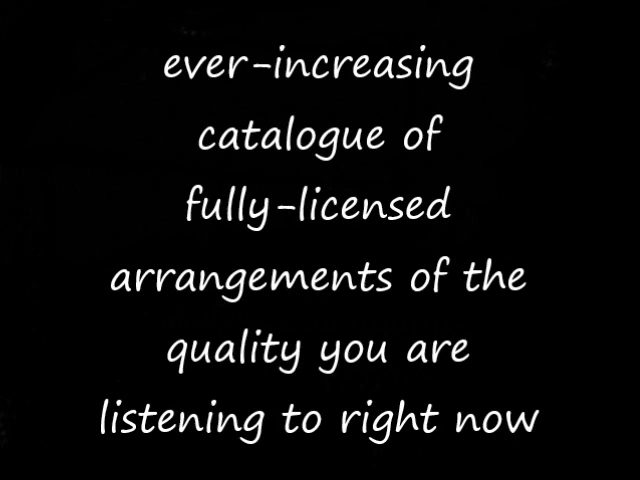 ever-increasing
catalogue of
fully-licensed
arrangements of the
quality you are
listening to right now